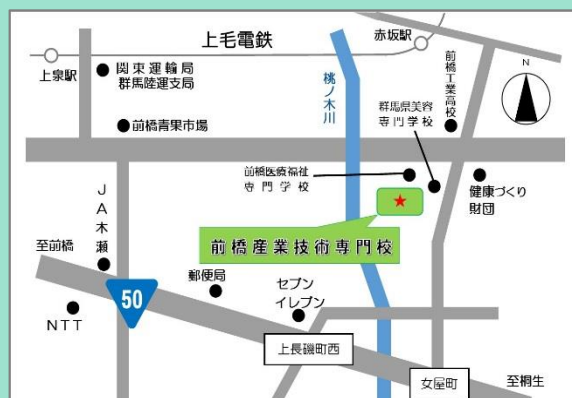 上毛電鉄
赤坂駅
上泉駅
関東運輸局
群馬陸運支局
桃ノ木川
前橋工業高校
N
群馬県美容
専門学校
前橋青果市場
前橋医療福祉
専門学校
健康づくり
財団
JA木瀬
前橋産業技術専門校
至前橋
郵便局
セブン
イレブン
50
NTT
上長磯町西
女屋町
至桐生